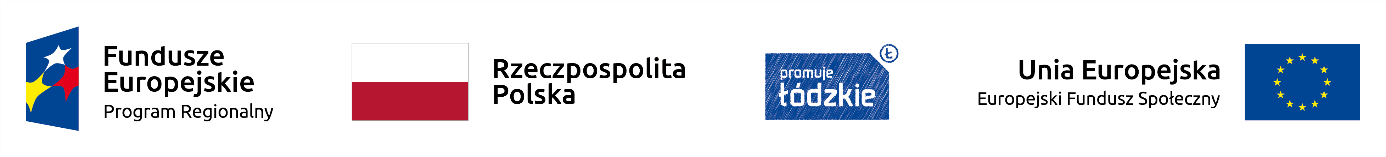 Fundusze
Europejskie
Program Regionalny
Rzeczpospolita
Polska
Ł
promuje
łódzkie
Unia Europejska
Europejski Fundusz Społeczny